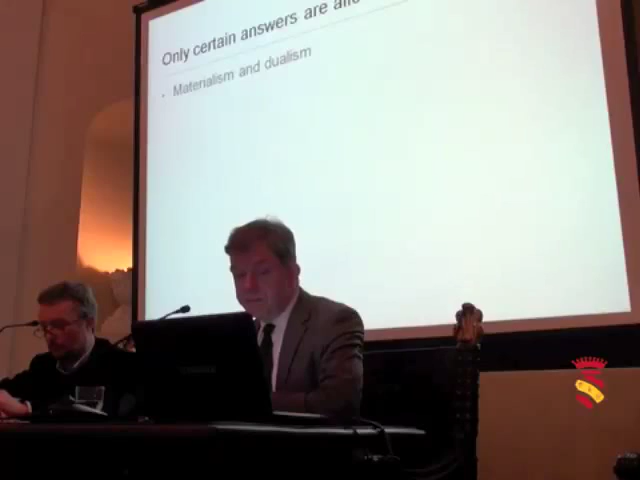 Only certain answers are
• Materialism and dualism